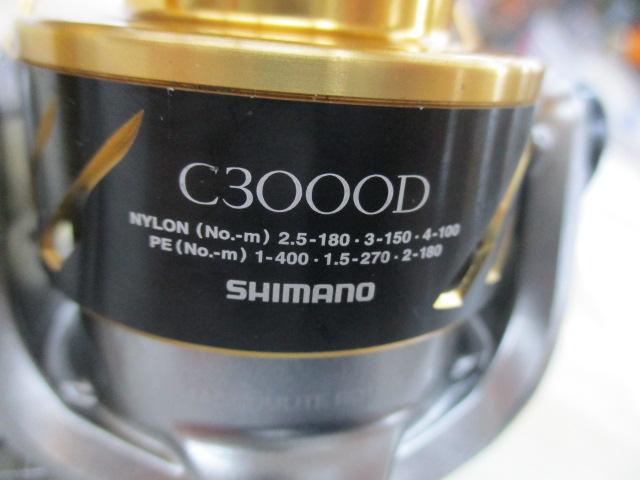 C3000D
NYLON (No.-m) 2.5-180・3-150・4-100
PE (No.-m) 1-400・1.5-270・2-180
SHIMANO